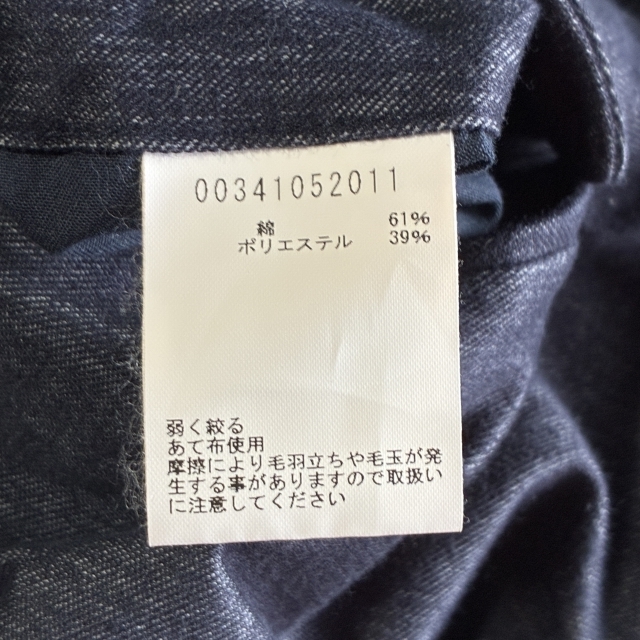 00341052011
綿 61%
ポリエステル 39%
弱く絞る
あて布使用
摩擦により毛羽立ちや毛玉が発
生する事がありますので取扱い
に注意してください